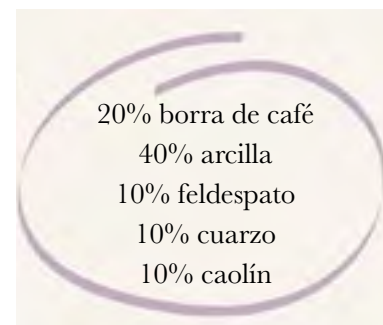 20% borra de café
40% arcilla
10% feldespato
10% cuarzo
10% caolín